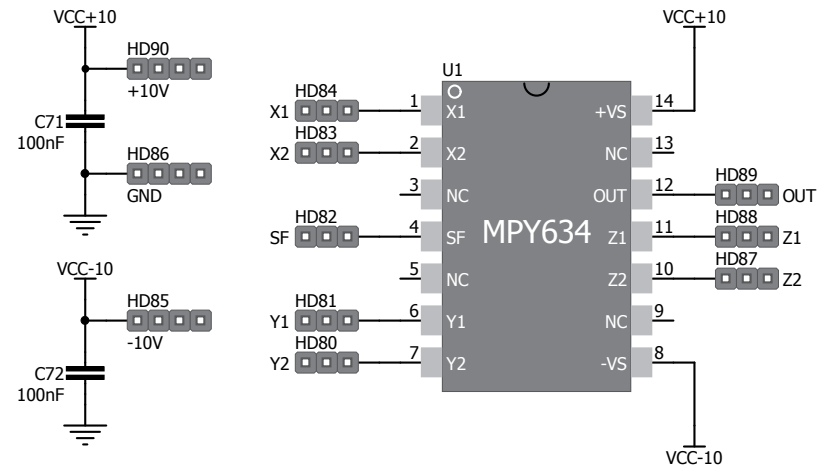 VCC+10
HD90
+10V
C71
100nF
HD86
GND
VCC-10
HD85
-10V
C72
100nF
U1
MPY634
HD84
X1
1
X1
HD83
X2
2
X2
3
NC
HD82
SF
4
SF
5
NC
HD81
Y1
6
Y1
HD80
Y2
7
Y2
VCC+10
+VS
14
NC
13
OUT
12
HD89
OUT
Z1
11
HD88
Z1
Z2
10
HD87
Z2
NC
9
-VS
8
VCC-10